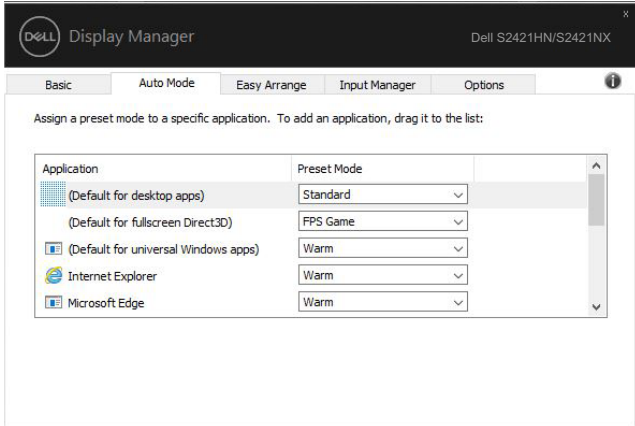 x
DELL Display Manager Dell S2421HN/S2421NX
Basic Auto Mode Easy Arrange Input Manager Options i
Assign a preset mode to a specific application. To add an application, drag it to the list:
Application Preset Mode
(Default for desktop apps) Standard
(Default for fullscreen Direct3D) FPS Game
(Default for universal Windows apps) Warm
Internet Explorer Warm
Microsoft Edge Warm